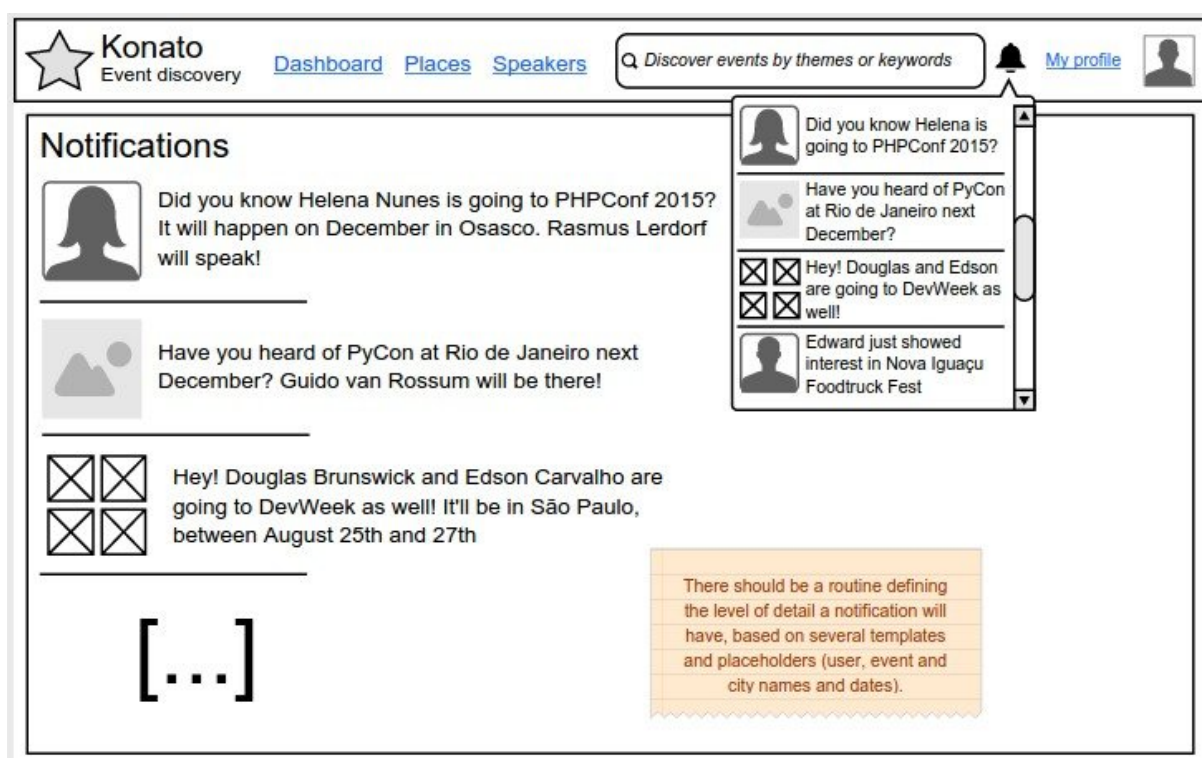 Konato
Event discovery
Dashboard Places Speakers
Discover events by themes or keywords
My profile
Notifications
Did you know Helena Nunes is going to PHPConf 2015?
It will happen on December in Osasco. Rasmus Lerdorf
will speak!
Have you heard of PyCon at Rio de Janeiro next
December? Guido van Rossum will be there!
Hey! Douglas Brunswick and Edson Carvalho are
going to DevWeek as well! It'll be in São Paulo,
between August 25th and 27th
[...]
Did you know Helena is
going to PHPConf 2015?
Have you heard of PyCon
at Rio de Janeiro next
December?
Hey! Douglas and Edson
are going to DevWeek as
well!
Edward just showed
interest in Nova Iguaçu
Foodtruck Fest
There should be a routine defining
the level of detail a notification will
have, based on several templates
and placeholders (user, event and
city names and dates).